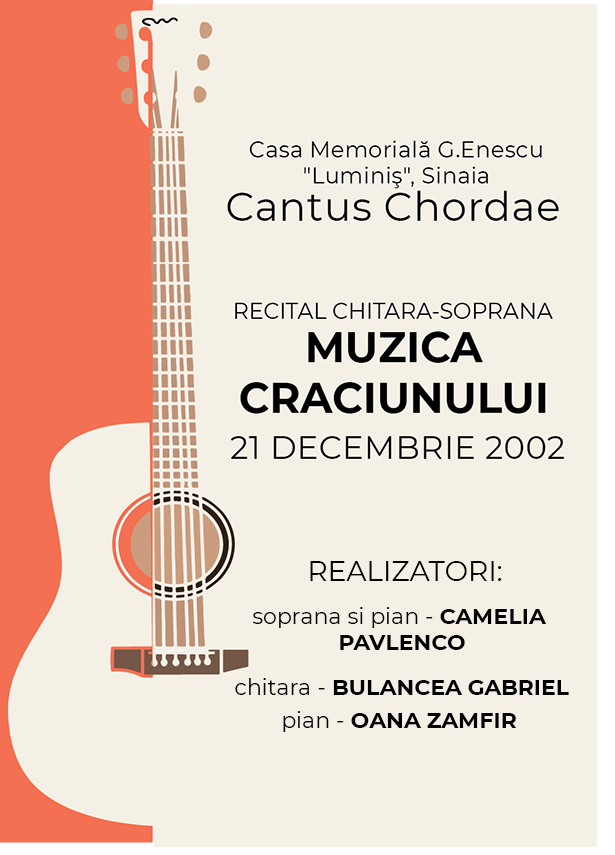 Casa Memorială G.Enescu
"Luminiş", Sinaia
Cantus Chordae
RECITAL CHITARA-SOPRANA
MUZICA
CRACIUNULUI
21 DECEMBRIE 2002
REALIZATORI:
soprana si pian - CAMELIA
PAVLENCO
chitara - BULANCEA GABRIEL
pian - OANA ZAMFIR